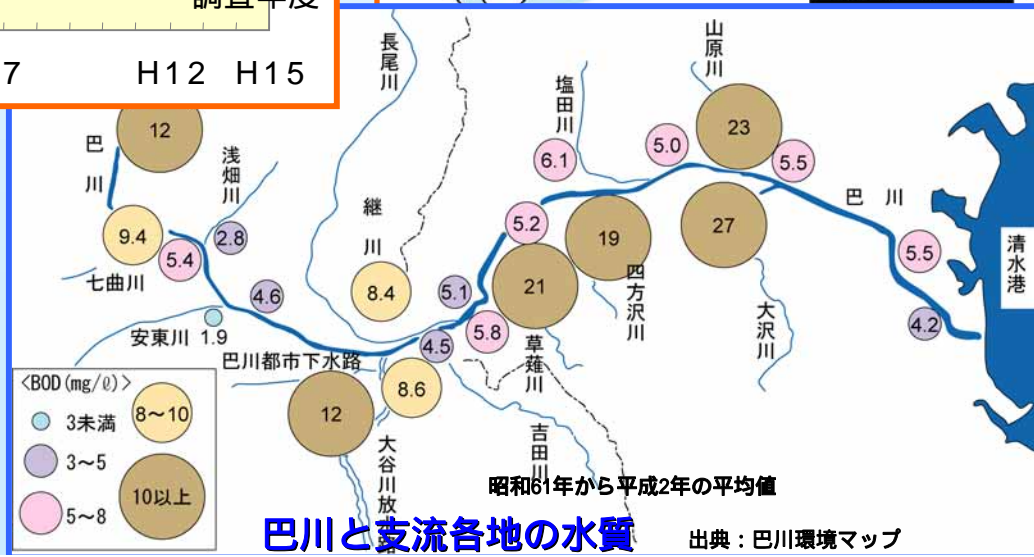 調査年度
7
H12
H15
長尾川
山原川
塩田川
巴川
12
浅畑川
23
5.0
5.5
6.1
継川
巴川
9.4
5.4
2.8
5.2
19
27
5.5
清水港
七曲川
4.6
8.4
5.1
21
四方沢川
大沢川
4.2
安東川 1.9
5.8
4.5
草薙川
巴川都市下水路
8.6
12
吉田川
大谷川放水路
<BOD(mg/ℓ)>
3未満
8～10
3～5
5～8
10以上
昭和61年から平成2年の平均値
巴川と支流各地の水質
出典：巴川環境マップ